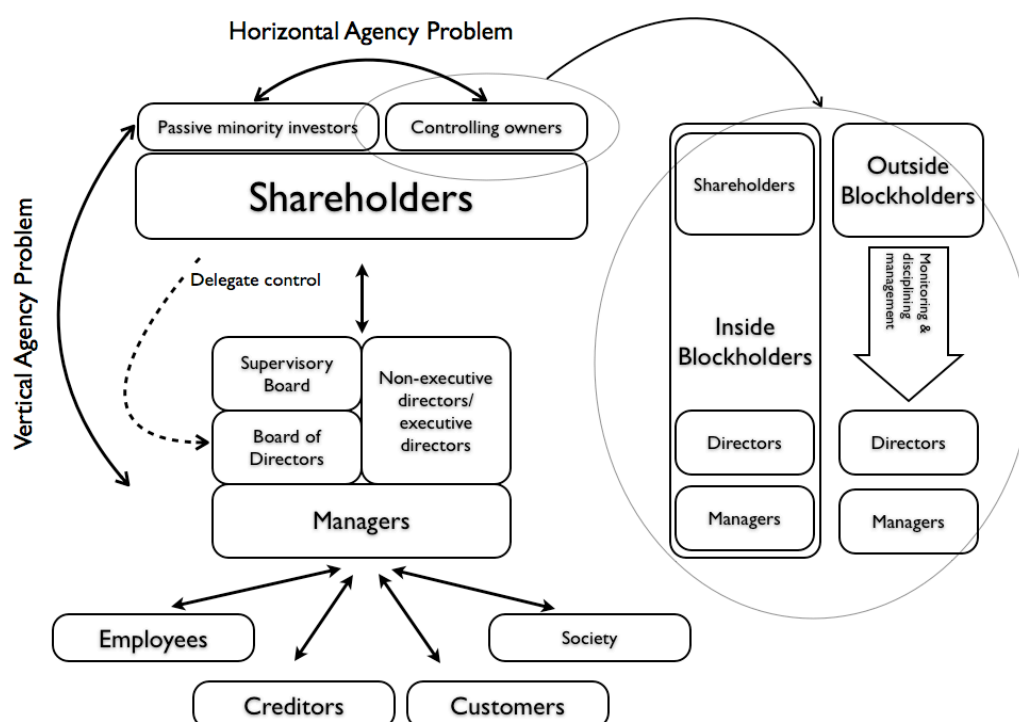 Horizontal Agency Problem
Passive minority investors
Controlling owners
Shareholders
Vertical Agency Problem
Delegate control
Supervisory
Board
Non-executive
directors/
executive
directors
Board of
Directors
Managers
Employees
Society
Creditors
Customers
Shareholders
Outside
Blockholders
Monitoring &
disciplining
management
Inside
Blockholders
Directors
Directors
Managers
Managers